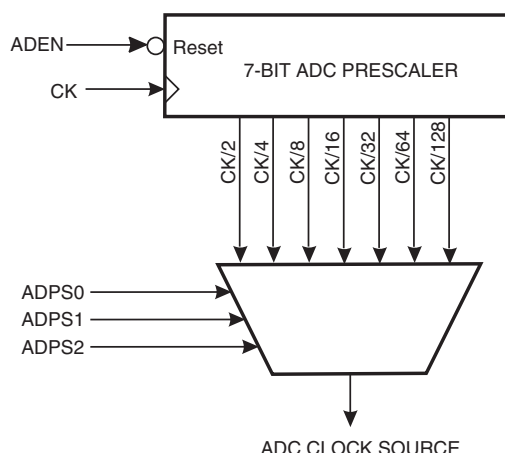 ADEN
Reset
7-BIT ADC PRESCALER
CK
CK/2
CK/4
CK/8
CK/16
CK/32
CK/64
CK/128
ADPS0
ADPS1
ADPS2
ADC CLOCK SOURCE